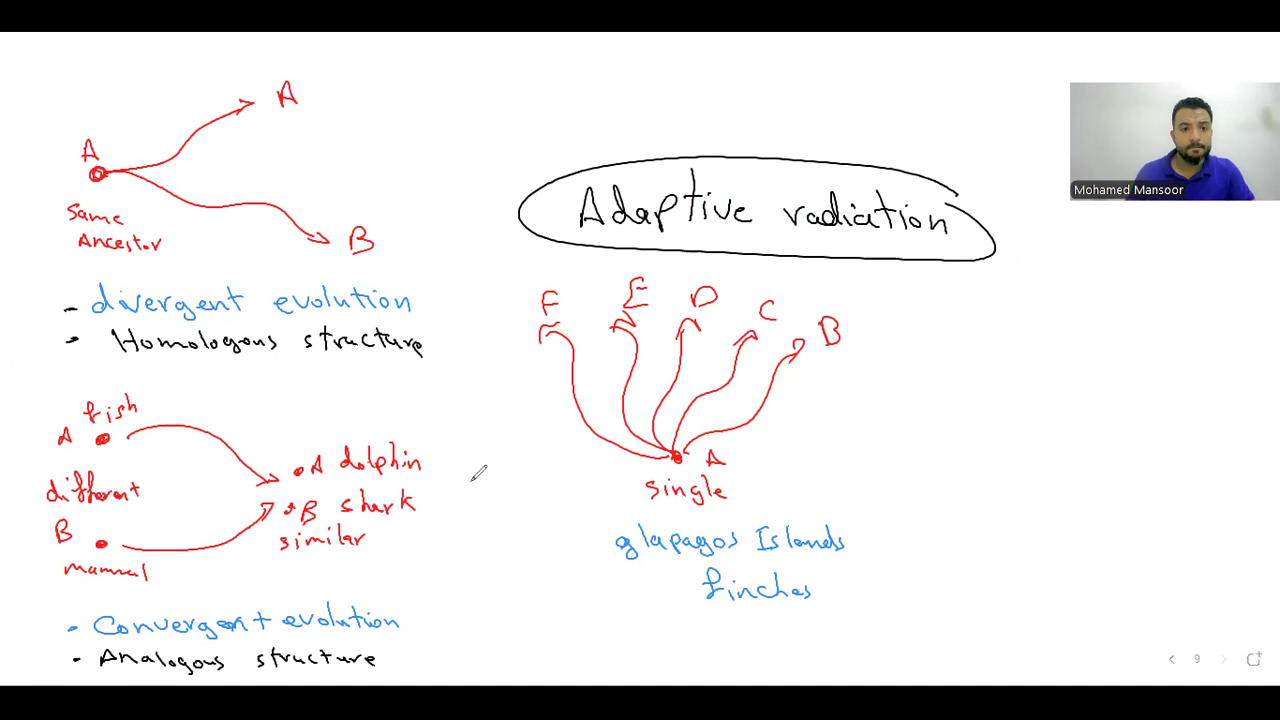 A
A
Same
Ancestor
B
- divergent evolution
- Homologous structure
A fish
different
B
mamal
A dolphin
B shark
similar
- Convergent evolution
- Analogous structure
Adaptive radiation
F E D C B
A
single
glapagos Islands
finches
Mohamed Mansoor
9